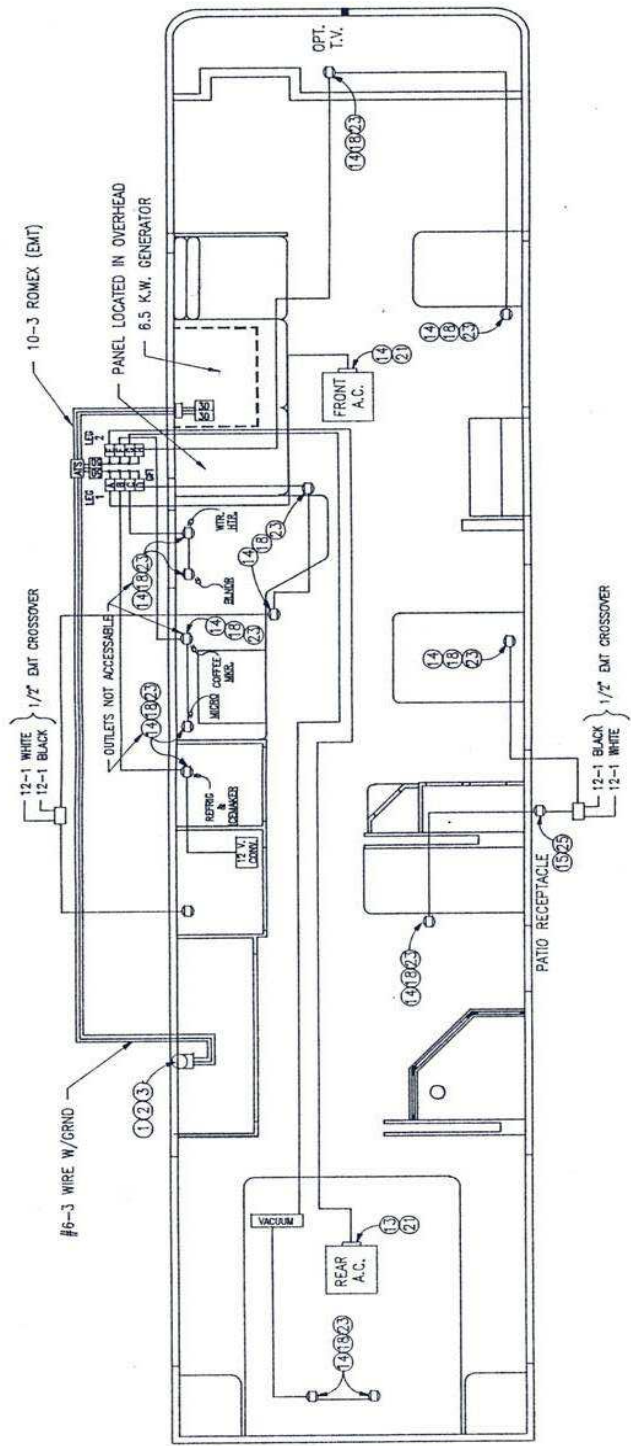 10-3 ROMEX (EMT)
PANEL LOCATED IN OVERHEAD
6.5 K.W. GENERATOR
#6-3 WIRE W/GRND
12-1 WHITE
12-1 BLACK
1/2" EMT CROSSOVER
OUTLETS NOT ACCESSABLE
ATS
LEG
1
LEG
2
A
B
C
D
GFI
1 2 3
14 18 23
14 18 23
14 18 23
WTR.
HTR.
BLNDR
COFFEE
MKR.
MICRO
REFRIG
&
ICEMAKER
12 V.
CONV.
14
18
23
14
18
23
OPT.
T.V.
14 18 23
FRONT
A.C.
14
21
14
18
23
14
18
23
VACUUM
REAR
A.C.
13
21
14 18 23
14 18 23
PATIO RECEPTACLE
15 25
12-1 BLACK
12-1 WHITE
1/2" EMT CROSSOVER